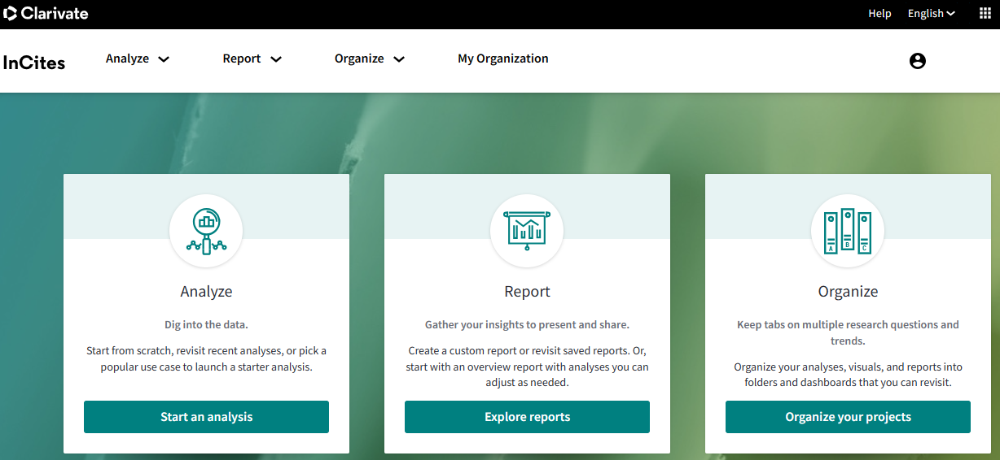 Clarivate
Help English
InCites
Analyze Report Organize My Organization
Analyze
Dig into the data.
Start from scratch, revisit recent analyses, or pick a
popular use case to launch a starter analysis.
Start an analysis
Report
Gather your insights to present and share.
Create a custom report or revisit saved reports. Or,
start with an overview report with analyses you can
adjust as needed.
Explore reports
A B C
Organize
Keep tabs on multiple research questions and
trends.
Organize your analyses, visuals, and reports into
folders and dashboards that you can revisit.
Organize your projects